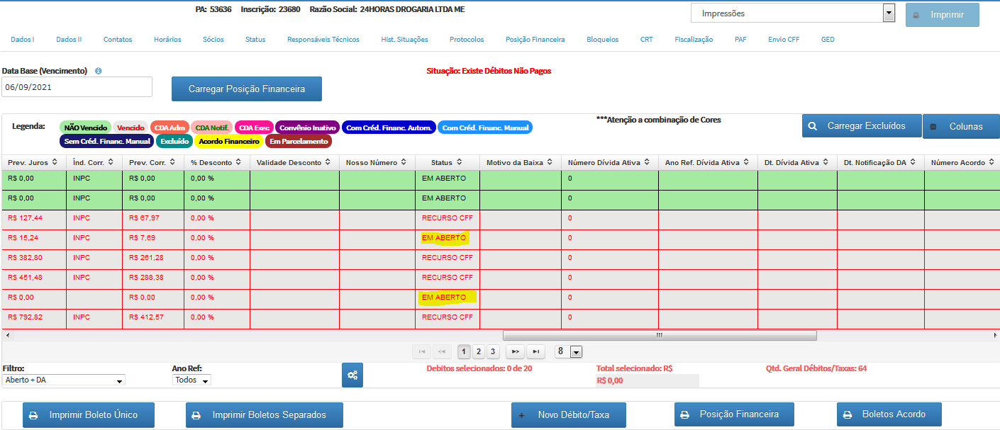 PA: 53636 Inscrição: 23680 Razão Social: 24HORAS DROGARIA LTDA ME
Impressões
Imprimir
Dados I Dados II Contatos Horários Sócios Status Responsáveis Técnicos Hist. Situações Protocolos Posição Financeira Bloqueios CRT Fiscalização PAF Envio CFF GED
Data Base (Vencimento)
Situação: Existe Débitos Não Pagos
06/09/2021
Carregar Posição Financeira
Legenda: NÃO Vencido Vencido CDA Adm CDA Notif. CDA Exec Convênio Inativo Com Créd. Financ. Autom. Com Créd. Financ. Manual
Sem Créd. Financ. Manual Excluído Acordo Financeiro Em Parcelamento
***Atenção a combinação de Cores
Carregar Excluídos
Colunas
Prev. Juros Índ. Corr. Prev. Corr. % Desconto Validade Desconto Nosso Número Status Motivo da Baixa Número Dívida Ativa Ano Ref. Dívida Ativa Dt. Dívida Ativa Dt. Notificação DA Número Acordo
R$ 0,00 INPC R$ 0,00 0,00 % EM ABERTO 0
R$ 0,00 INPC R$ 0,00 0,00 % EM ABERTO 0
R$ 127,44 INPC R$ 67,97 0,00 % RECURSO CFF 0
R$ 15,24 INPC R$ 7,69 0,00 % EM ABERTO 0
R$ 382,80 INPC R$ 261,28 0,00 % RECURSO CFF 0
R$ 451,48 INPC R$ 288,38 0,00 % RECURSO CFF 0
R$ 0,00 R$ 0,00 0,00 % EM ABERTO 0
R$ 792,82 INPC R$ 412,57 0,00 % RECURSO CFF 0
1 2 3 8
Filtro: Ano Ref: Debitos selecionados: 0 de 20 Total selecionado: R$ Qtd. Geral Débitos/Taxas: 64
Aberto + DA Todos R$ 0,00
Imprimir Boleto Único Imprimir Boletos Separados Novo Débito/Taxa Posição Financeira Boletos Acordo